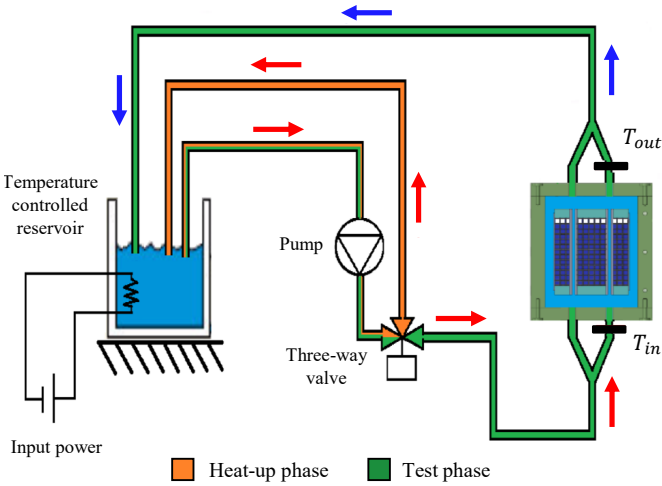 T_out
Temperature
controlled
reservoir
Pump
T_in
Three-way
valve
Input power
Heat-up phase
Test phase